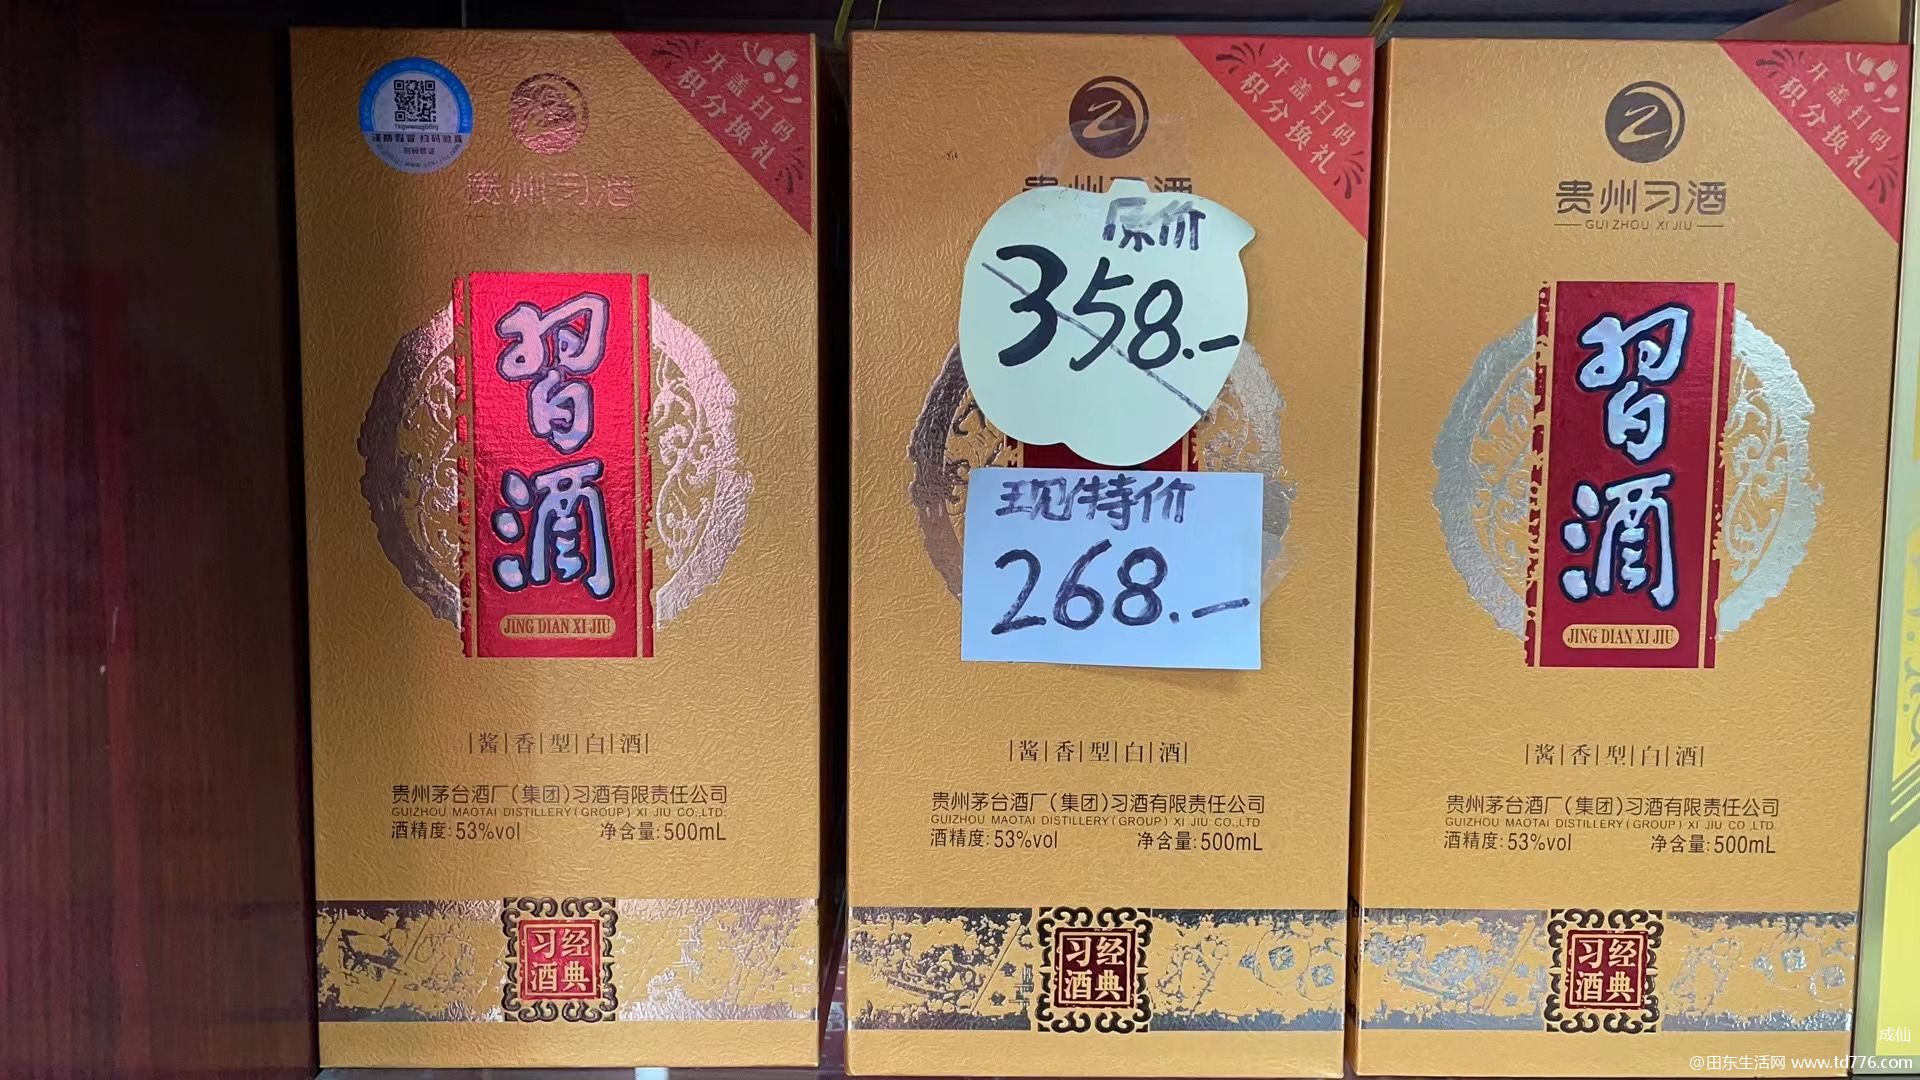 开盖扫码
积分换礼
贵州习酒
習酒
JING DIAN XI JIU
酱香型白酒
贵州茅台酒厂(集团)习酒有限责任公司
GUIZHOU MAOTAI DISTILLERY(GROUP) XI JIU CO.,LTD.
酒精度:53%vol 净含量:500mL
经典
习酒
开盖扫码
积分换礼
贵州习酒
原价
358.-
现特价
268.-
酱香型白酒
贵州茅台酒厂(集团)习酒有限责任公司
GUIZHOU MAOTAI DISTILLERY(GROUP) XI JIU CO.,LTD
酒精度:53%vol 净含量:500mL
经典
习酒
开盖扫码
积分换礼
贵州习酒
GUIZHOU XIJIU
習酒
JING DIAN XI JIU
酱香型白酒
贵州茅台酒厂(集团)习酒有限责任公司
GUIZHOU MAOTAI DISTILLERY(GROUP) XI JIU CO.,LTD.
酒精度:53%vol 净含量:500mL
经典
习酒
成仙
@田东生活网 www.td776.com